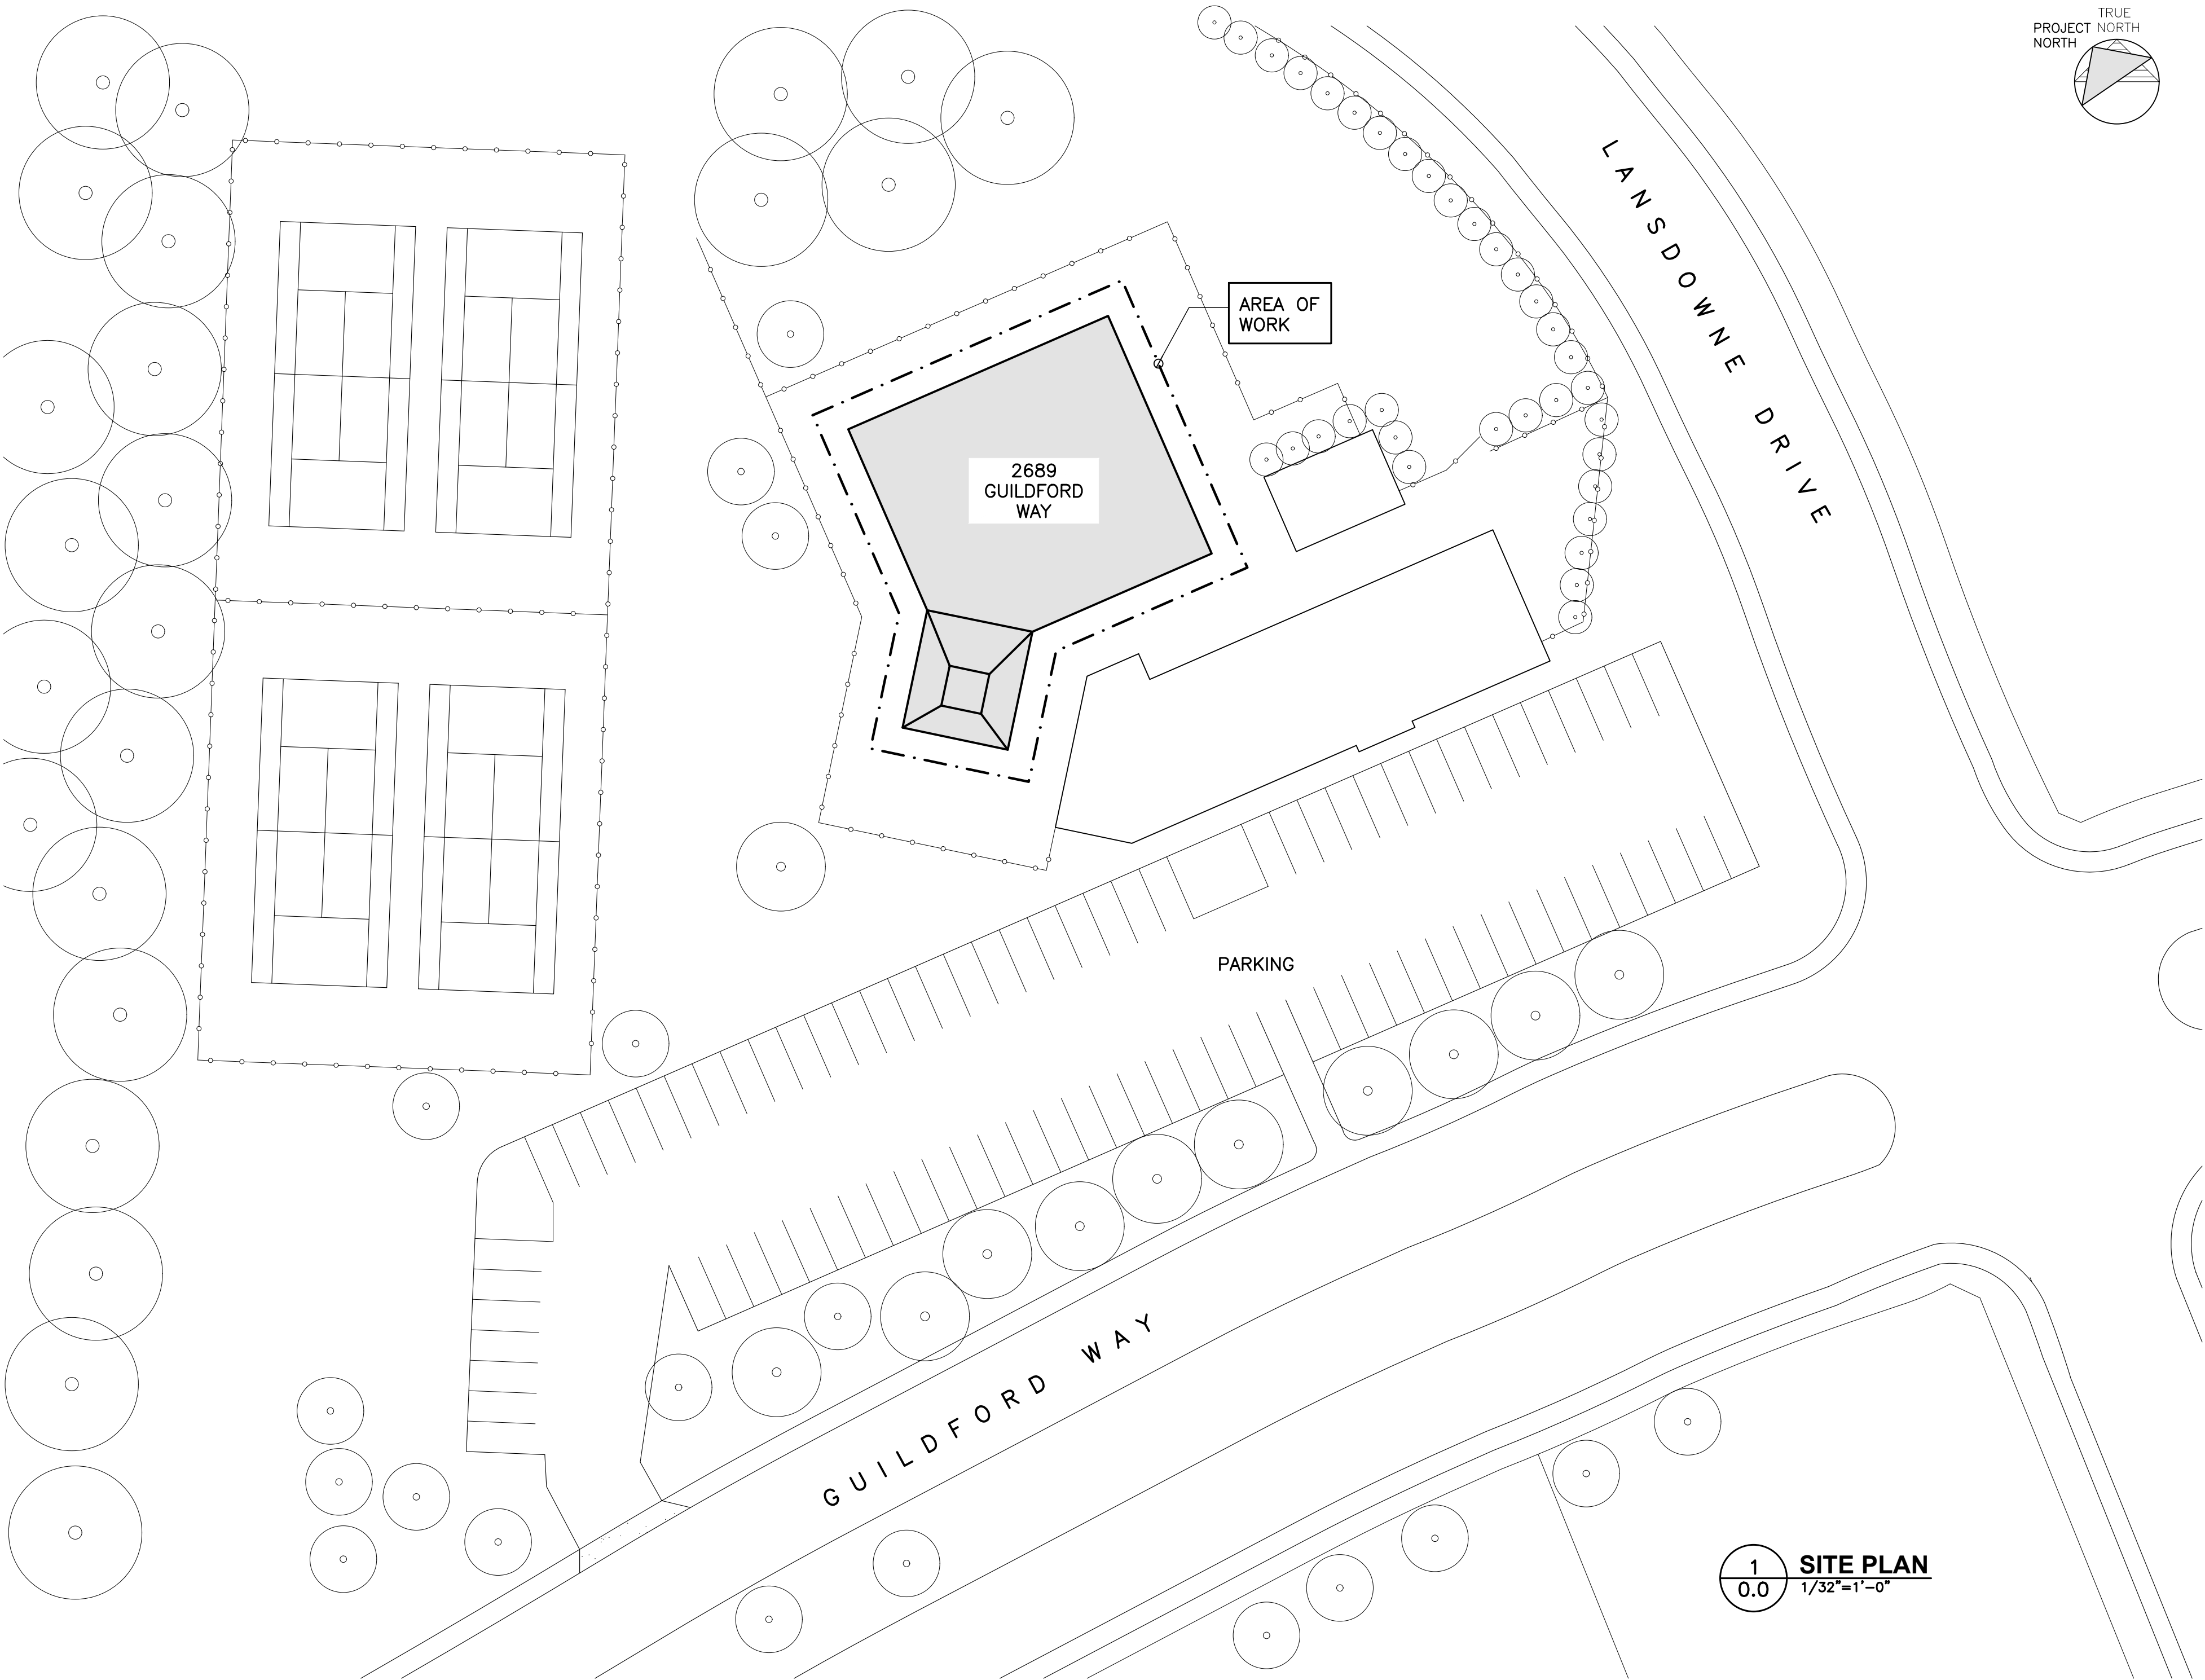 TRUE
PROJECT NORTH
NORTH
LANSDOWNE DRIVE
AREA OF
WORK
2689
GUILDFORD
WAY
PARKING
GUILDFORD WAY
1
0.0
SITE PLAN
1/32"=1'-0"